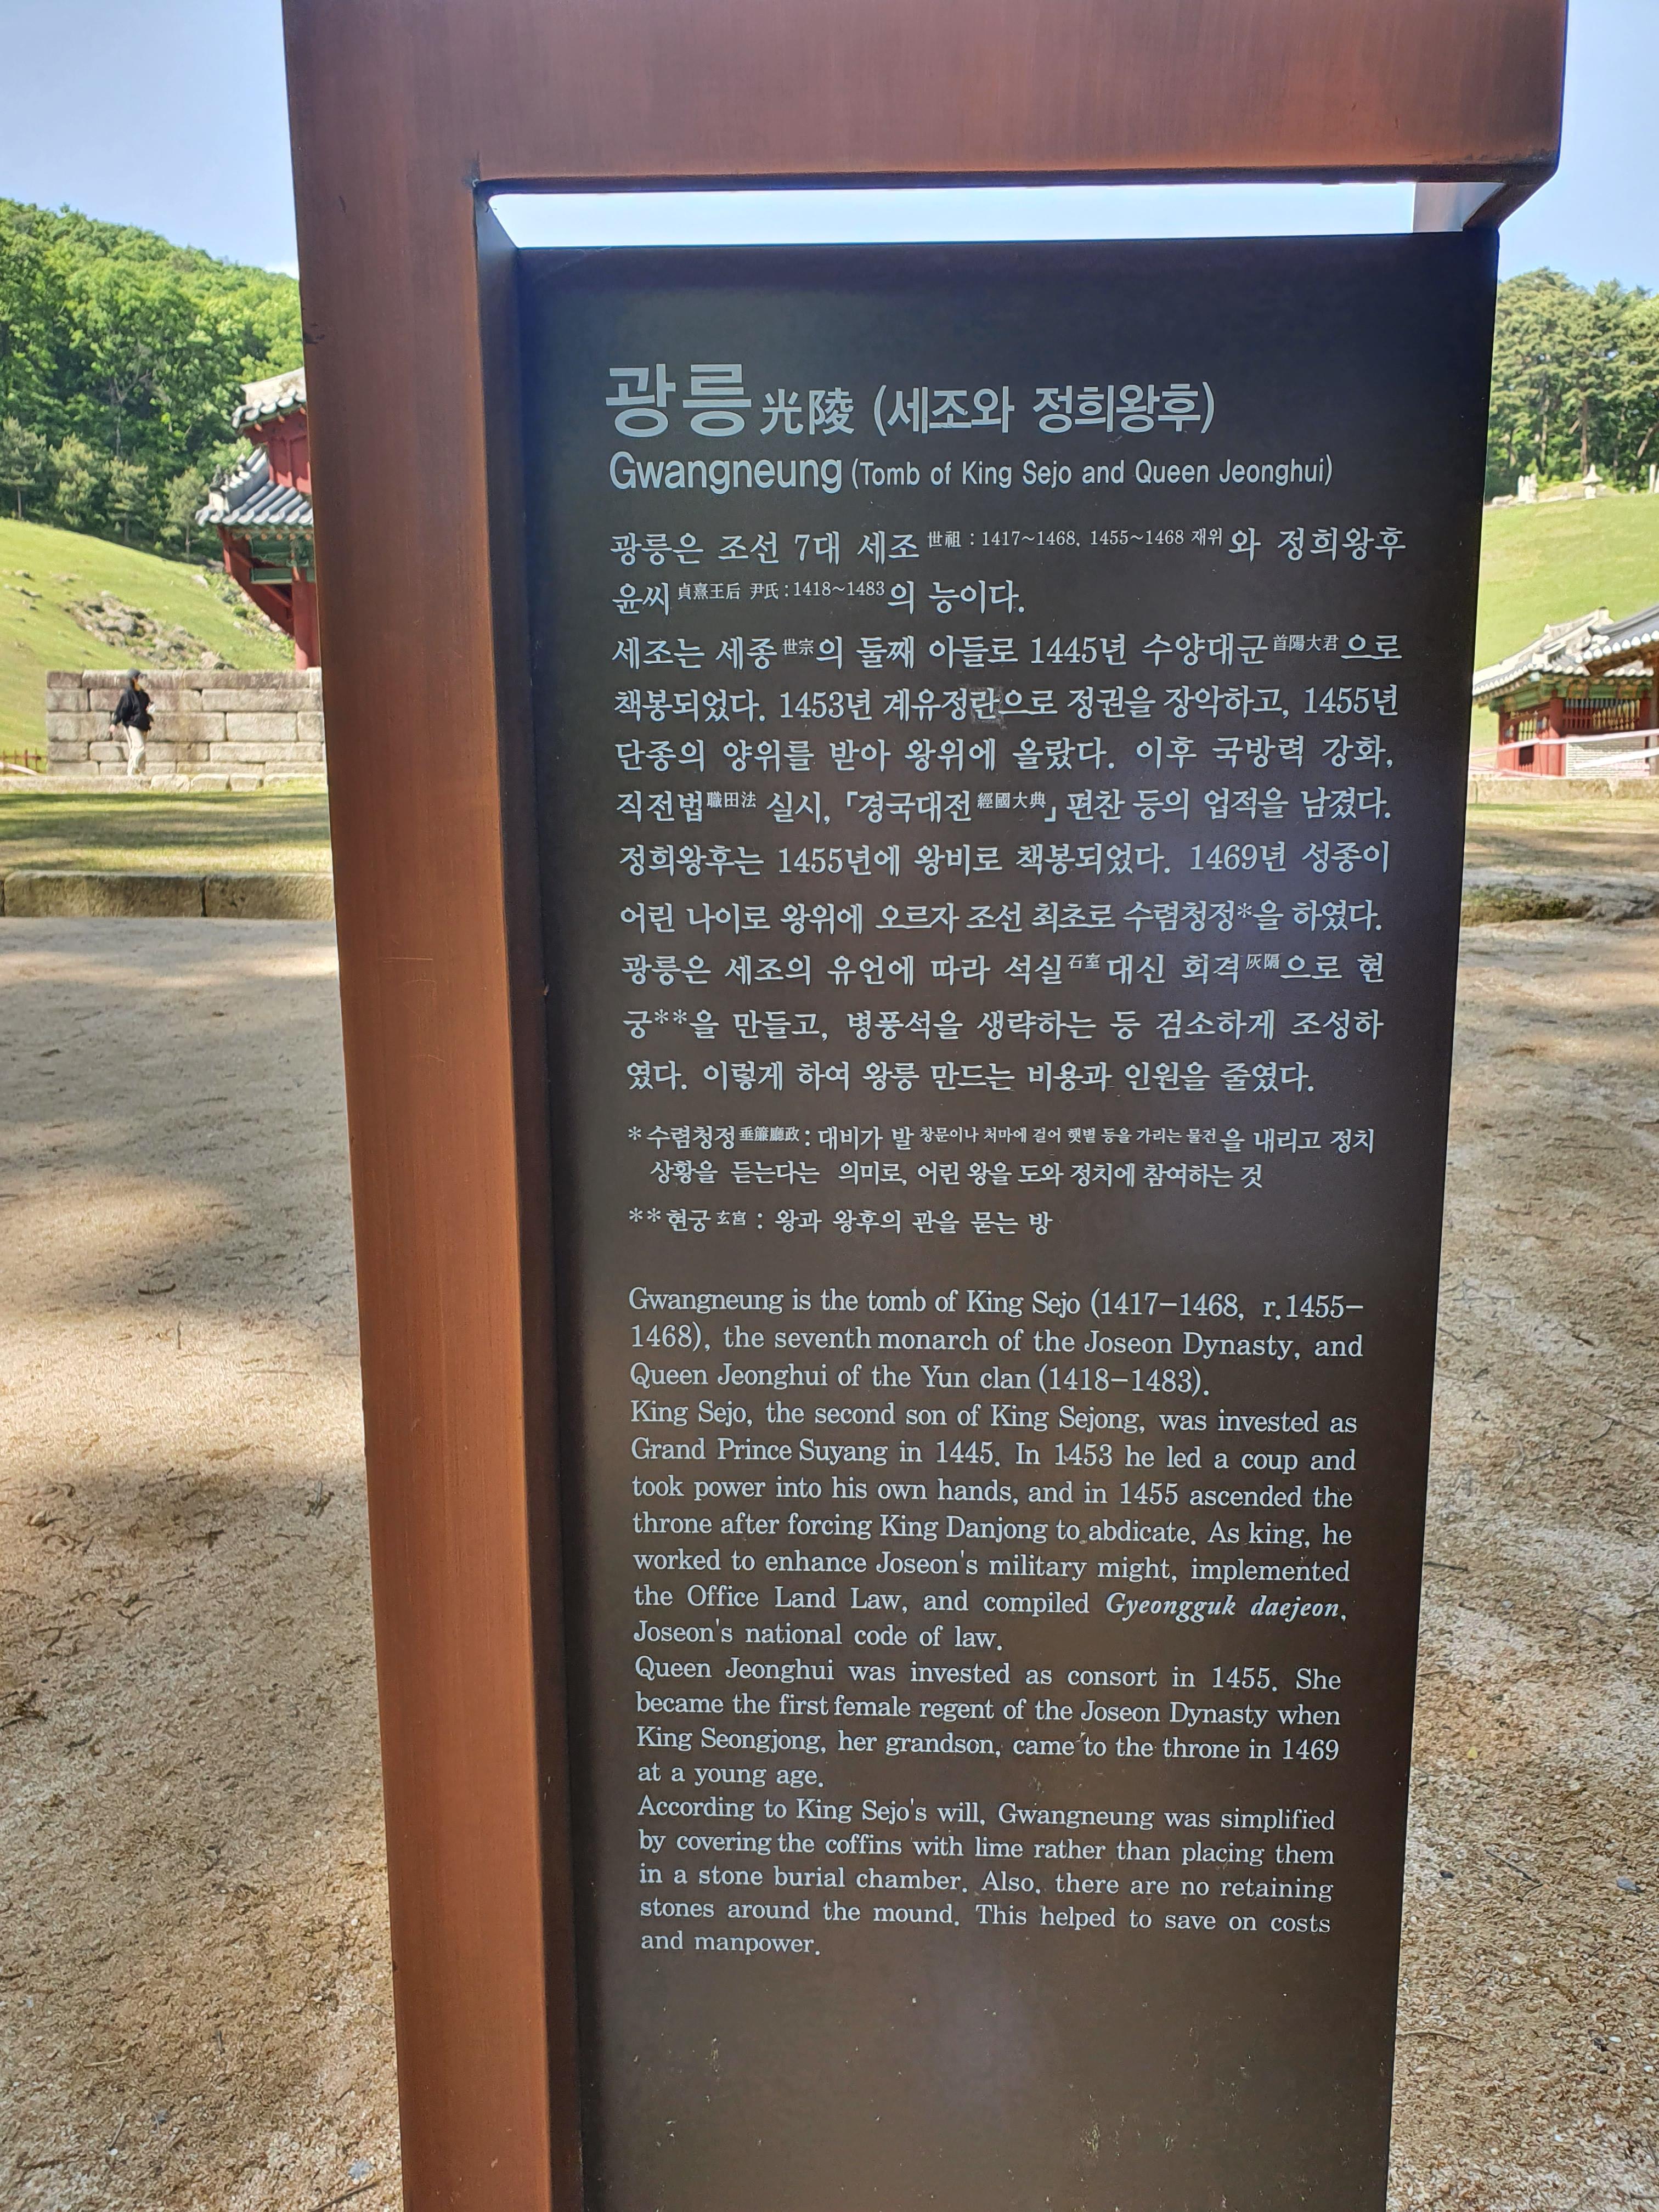 광릉光陵 (세조와 정희왕후)
Gwangneung (Tomb of King Sejo and Queen Jeonghui)
광릉은 조선 7대 세조世祖 : 1417~1468, 1455~1468 재위와 정희왕후
윤씨貞熹王后 尹氏 : 1418~1483의 능이다.
세조는 세종世宗의 둘째 아들로 1445년 수양대군首陽大君으로
책봉되었다. 1453년 계유정란으로 정권을 장악하고, 1455년
단종의 양위를 받아 왕위에 올랐다. 이후 국방력 강화,
직전법職田法 실시, 「경국대전經國大典」 편찬 등의 업적을 남겼다.
정희왕후는 1455년에 왕비로 책봉되었다. 1469년 성종이
어린 나이로 왕위에 오르자 조선 최초로 수렴청정*을 하였다.
광릉은 세조의 유언에 따라 석실石室대신 회격灰隔으로 현
궁**을 만들고, 병풍석을 생략하는 등 검소하게 조성하
였다. 이렇게 하여 왕릉 만드는 비용과 인원을 줄였다.
* 수렴청정垂簾廳政 : 대비가 발 창문이나 처마에 걸어 햇볕 등을 가리는 물건을 내리고 정치
상황을 듣는다는 의미로, 어린 왕을 도와 정치에 참여하는 것
** 현궁玄宮 : 왕과 왕후의 관을 묻는 방
Gwangneung is the tomb of King Sejo (1417-1468, r.1455-
1468), the seventh monarch of the Joseon Dynasty, and
Queen Jeonghui of the Yun clan (1418-1483).
King Sejo, the second son of King Sejong, was invested as
Grand Prince Suyang in 1445. In 1453 he led a coup and
took power into his own hands, and in 1455 ascended the
throne after forcing King Danjong to abdicate. As king, he
worked to enhance Joseon's military might, implemented
the Office Land Law, and compiled Gyeongguk daejeon,
Joseon's national code of law.
Queen Jeonghui was invested as consort in 1455. She
became the first female regent of the Joseon Dynasty when
King Seongjong, her grandson, came to the throne in 1469
at a young age.
According to King Sejo's will, Gwangneung was simplified
by covering the coffins with lime rather than placing them
in a stone burial chamber. Also, there are no retaining
stones around the mound. This helped to save on costs
and manpower.